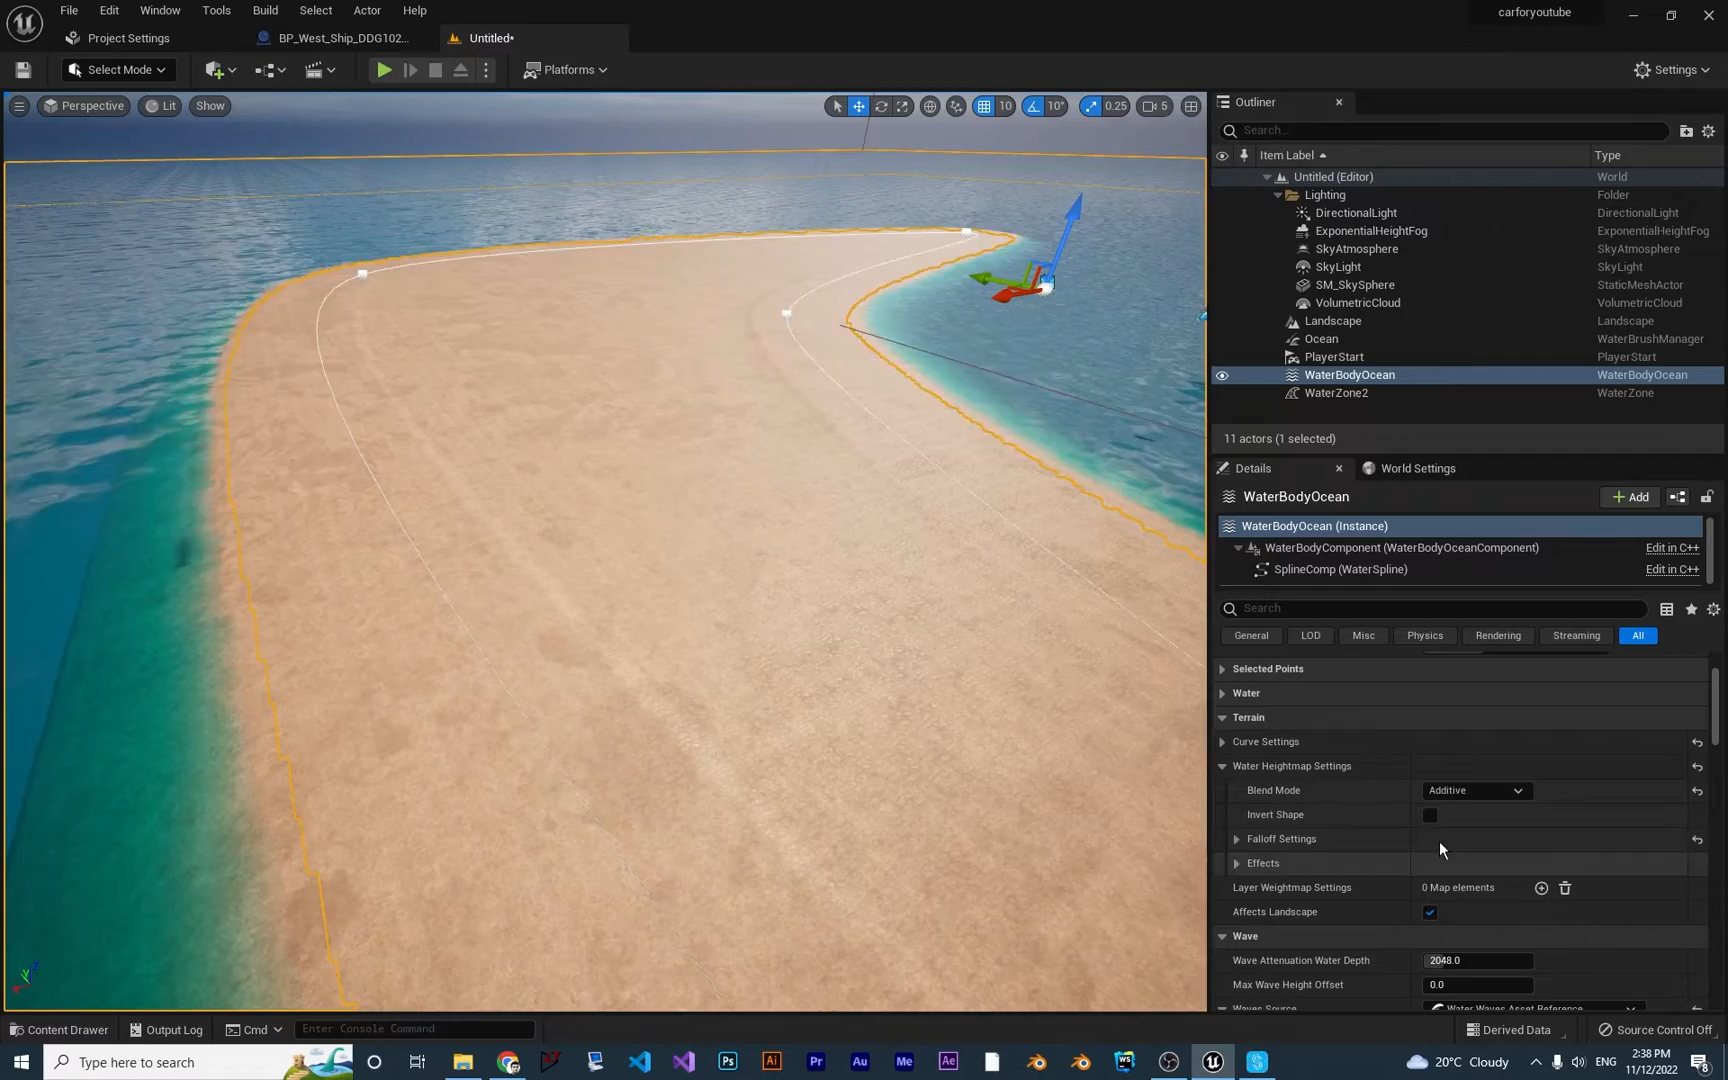 File Edit Window Tools Build Select Actor Help
carforyoutube
Project Settings
BP_West_Ship_DDG102...
Untitled*
Select Mode
Platforms
Settings
Perspective
Lit
Show
10
10°
0.25
5
Outliner
Search...
Item Label
Type
Untitled (Editor) World
Lighting Folder
DirectionalLight DirectionalLight
ExponentialHeightFog ExponentialHeightFog
SkyAtmosphere SkyAtmosphere
SkyLight SkyLight
SM_SkySphere StaticMeshActor
VolumetricCloud VolumetricCloud
Landscape Landscape
Ocean WaterBrushManager
PlayerStart PlayerStart
WaterBodyOcean WaterBodyOcean
WaterZone2 WaterZone
11 actors (1 selected)
Details
World Settings
WaterBodyOcean
Add
WaterBodyOcean (Instance)
WaterBodyComponent (WaterBodyOceanComponent) Edit in C++
SplineComp (WaterSpline) Edit in C++
Search
General LOD Misc Physics Rendering Streaming All
Selected Points
Water
Terrain
Curve Settings
Water Heightmap Settings
Blend Mode Additive
Invert Shape
Falloff Settings
Effects
Layer Weightmap Settings 0 Map elements
Affects Landscape
Wave
Wave Attenuation Water Depth 2048.0
Max Wave Height Offset 0.0
Waves Source Water Waves Asset Reference
Content Drawer
Output Log
Cmd
Enter Console Command
Derived Data
Source Control Off
Type here to search
Ps
Ai
Pr
Au
Me
Ae
WS
20°C Cloudy
ENG
2:38 PM
11/12/2022
8